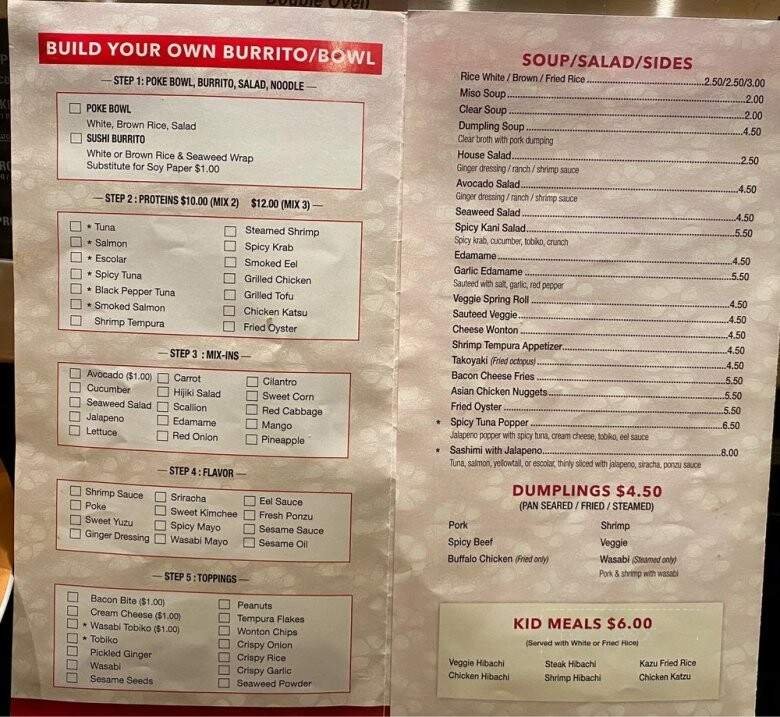 Double Oven
BUILD YOUR OWN BURRITO/BOWL
— STEP 1: POKE BOWL, BURRITO, SALAD, NOODLE —
POKE BOWL
White, Brown Rice, Salad
SUSHI BURRITO
White or Brown Rice & Seaweed Wrap
Substitute for Soy Paper $1.00
— STEP 2 : PROTEINS $10.00 (MIX 2) $12.00 (MIX 3) —
* Tuna
* Salmon
* Escolar
* Spicy Tuna
* Black Pepper Tuna
* Smoked Salmon
Shrimp Tempura
Steamed Shrimp
Spicy Krab
Smoked Eel
Grilled Chicken
Grilled Tofu
Chicken Katsu
Fried Oyster
— STEP 3 : MIX-INS —
Avocado ($1.00)
Cucumber
Seaweed Salad
Jalapeno
Lettuce
Carrot
Hijiki Salad
Scallion
Edamame
Red Onion
Cilantro
Sweet Corn
Red Cabbage
Mango
Pineapple
— STEP 4 : FLAVOR —
Shrimp Sauce
Poke
Sweet Yuzu
Ginger Dressing
Sriracha
Sweet Kimchee
Spicy Mayo
Wasabi Mayo
Eel Sauce
Fresh Ponzu
Sesame Sauce
Sesame Oil
— STEP 5 : TOPPINGS —
Bacon Bite ($1.00)
Cream Cheese ($1.00)
* Wasabi Tobiko ($1.00)
* Tobiko
Pickled Ginger
Wasabi
Sesame Seeds
Peanuts
Tempura Flakes
Wonton Chips
Crispy Onion
Crispy Rice
Crispy Garlic
Seaweed Powder
SOUP/SALAD/SIDES
Rice White / Brown / Fried Rice 2.50/2.50/3.00
Miso Soup 2.00
Clear Soup 2.00
Dumpling Soup 4.50
Clear broth with pork dumping
House Salad 2.50
Ginger dressing / ranch / shrimp sauce
Avocado Salad 4.50
Ginger dressing / ranch / shrimp sauce
Seaweed Salad 4.50
Spicy Kani Salad 5.50
Spicy krab, cucumber, tobiko, crunch
Edamame 4.50
Garlic Edamame 5.50
Sauteed with salt, garlic, red pepper
Veggie Spring Roll 4.50
Sauteed Veggie 4.50
Cheese Wonton 4.50
Shrimp Tempura Appetizer 4.50
Takoyaki (Fried octopus) 4.50
Bacon Cheese Fries 5.50
Asian Chicken Nuggets 5.50
Fried Oyster 5.50
* Spicy Tuna Popper 6.50
Jalapeno popper with spicy tuna, cream cheese, tobiko, eel sauce
* Sashimi with Jalapeno 8.00
Tuna, salmon, yellowtail, or escolar, thinly sliced with jalapeno, siracha, ponzu sauce
DUMPLINGS $4.50
(PAN SEARED / FRIED / STEAMED)
Pork
Spicy Beef
Buffalo Chicken (Fried only)
Shrimp
Veggie
Wasabi (Steamed only)
Pork & shrimp with wasabi
KID MEALS $6.00
(Served with White or Fried Rice)
Veggie Hibachi Steak Hibachi Kazu Fried Rice
Chicken Hibachi Shrimp Hibachi Chicken Katzu